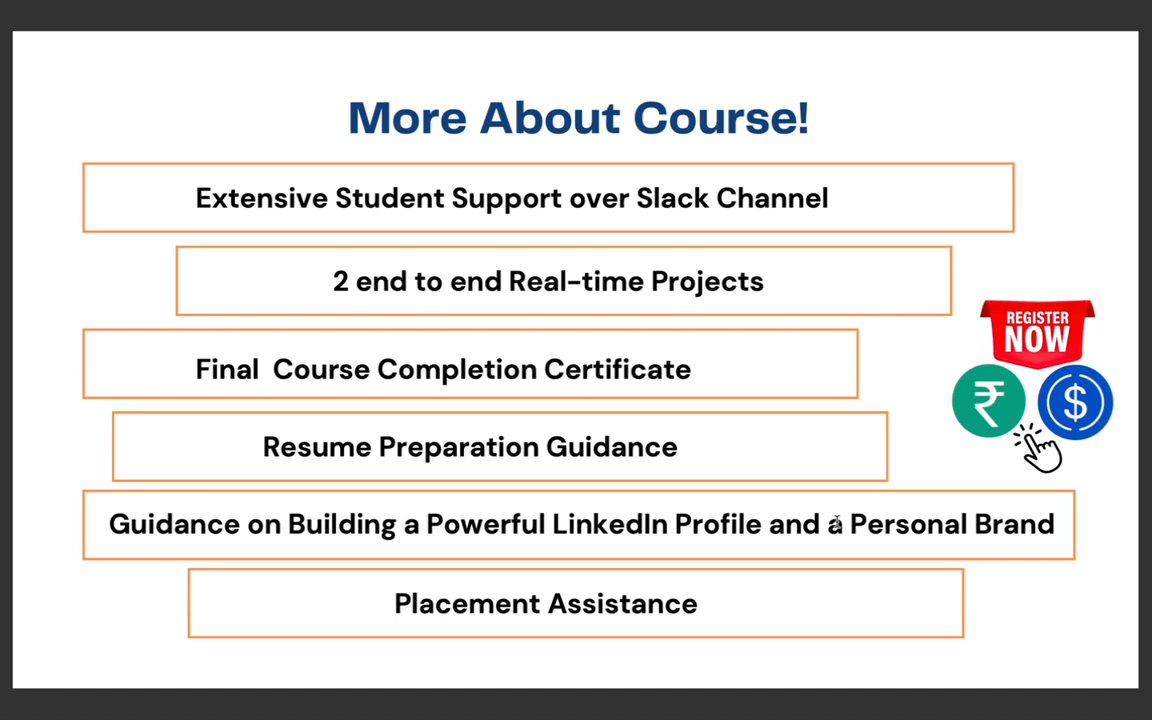 More About Course!
Extensive Student Support over Slack Channel
2 end to end Real-time Projects
Final Course Completion Certificate
REGISTER
NOW
₹ $
Resume Preparation Guidance
Guidance on Building a Powerful LinkedIn Profile and a Personal Brand
Placement Assistance